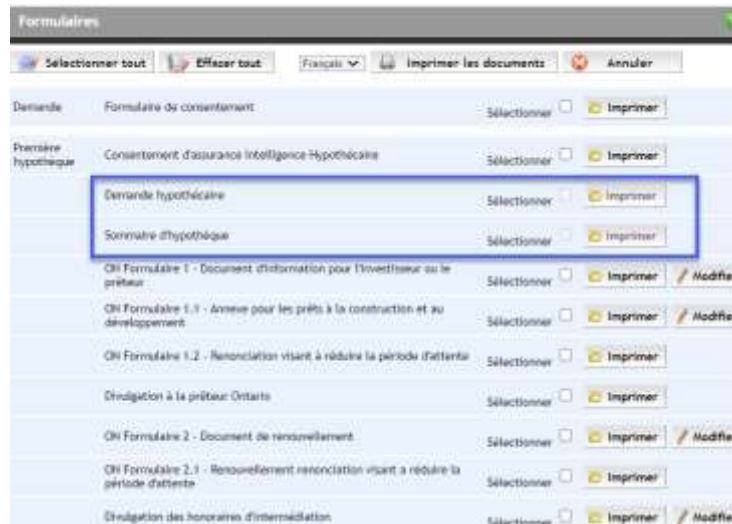 Formulaires
Sélectionner tout Effacer tout Français Imprimer les documents Annuler
Demande Formulaire de consentement Sélectionner Imprimer
Première hypothèque Consentement d'assurance Intelligence Hypothécaire Sélectionner Imprimer
Demande hypothécaire Sélectionner Imprimer
Sommaire d'hypothèque Sélectionner Imprimer
ON Formulaire 1 - Document d'information pour l'investisseur ou le
prêteur Sélectionner Imprimer Modifie
ON Formulaire 1.1 - Annexe pour les prêts à la construction et au
développement Sélectionner Imprimer Modifie
ON Formulaire 1.2 - Renonciation visant à réduire la période d'attente Sélectionner Imprimer
Divulgation à la prêteur Ontario Sélectionner Imprimer
ON Formulaire 2 - Document de renouvellement Sélectionner Imprimer Modifie
ON Formulaire 2.1 - Renouvellement renonciation visant a réduire la
période d'attente Sélectionner Imprimer
Divulgation des honoraires d'intermédiation Sélectionner Imprimer Modifie